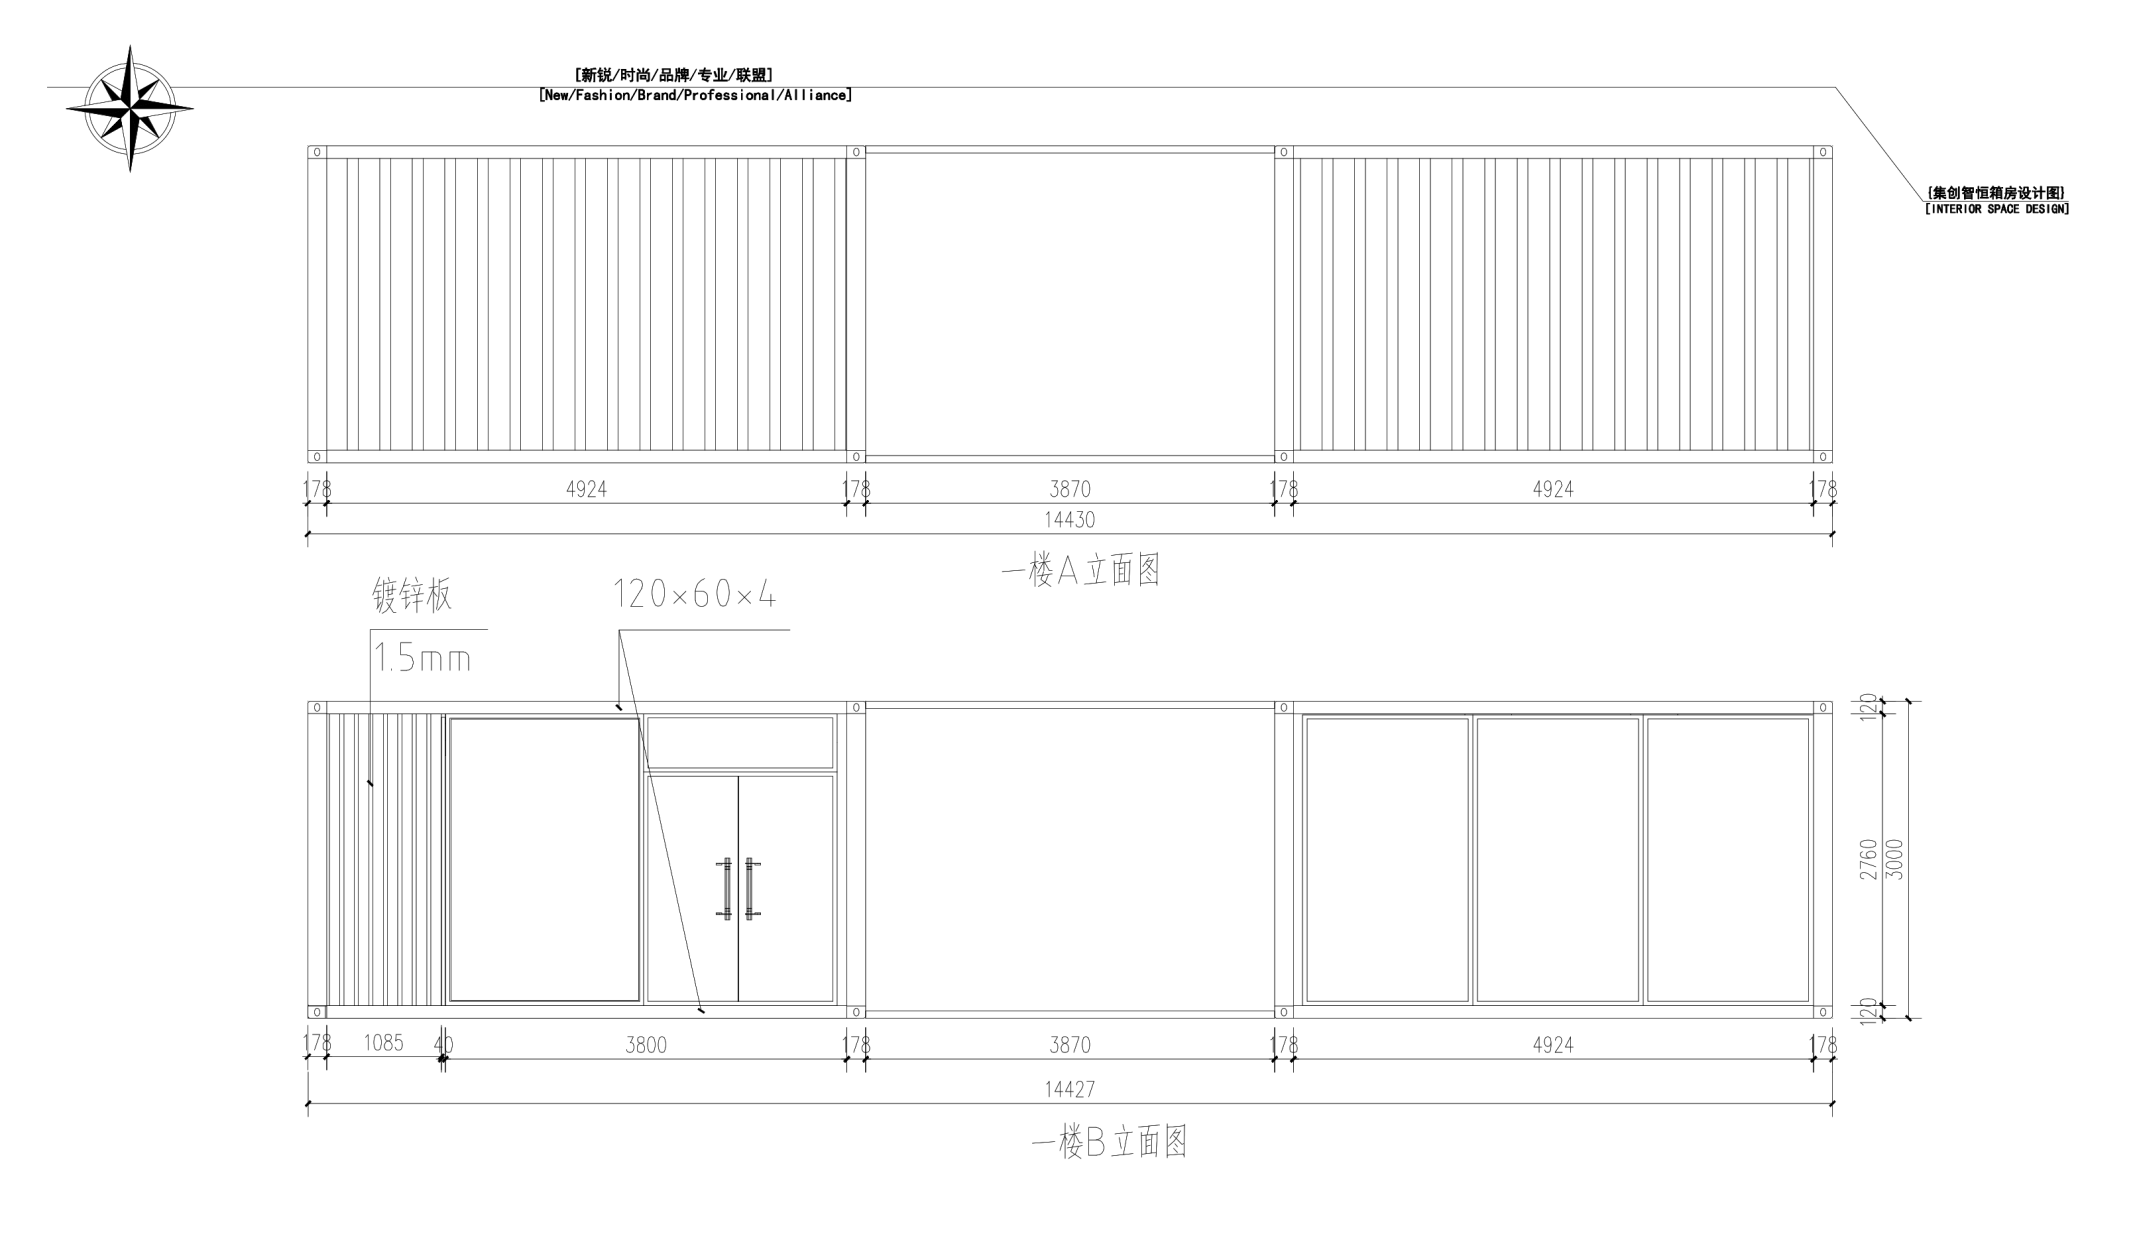 [新锐/时尚/品牌/专业/联盟]
[New/Fashion/Brand/Professional/Alliance]
{集创智恒箱房设计图}
[INTERIOR SPACE DESIGN]
178 4924 178 3870 178 4924 178
14430
一楼A立面图
镀锌板
1.5mm
120×60×4
120
2760
3000
120
178 1085 40 3800 178 3870 178 4924 178
14427
一楼B立面图